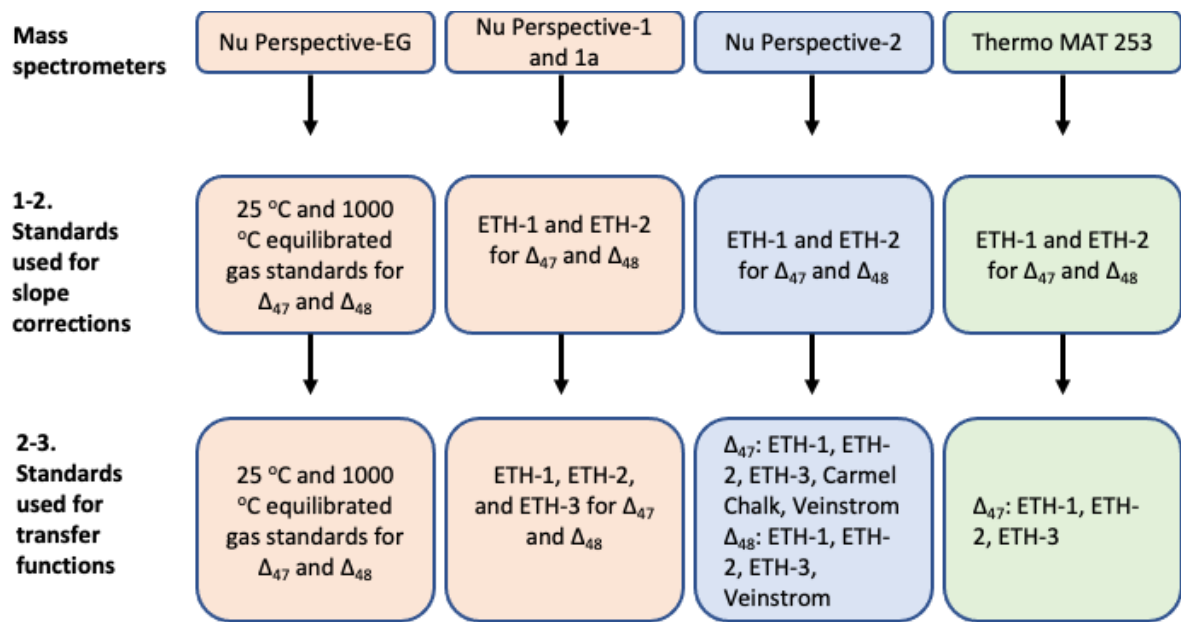 Mass
spectrometers
Nu Perspective-EG
Nu Perspective-1
and 1a
Nu Perspective-2
Thermo MAT 253
1-2.
Standards
used for
slope
corrections
25 °C and 1000
°C equilibrated
gas standards for
Δ₄₇ and Δ₄₈
ETH-1 and ETH-2
for Δ₄₇ and Δ₄₈
ETH-1 and ETH-2
for Δ₄₇ and Δ₄₈
ETH-1 and ETH-2
for Δ₄₇ and Δ₄₈
2-3.
Standards
used for
transfer
functions
25 °C and 1000
°C equilibrated
gas standards for
Δ₄₇ and Δ₄₈
ETH-1, ETH-2,
and ETH-3 for Δ₄₇
and Δ₄₈
Δ₄₇: ETH-1, ETH-
2, ETH-3, Carmel
Chalk, Veinstrom
Δ₄₈: ETH-1, ETH-
2, ETH-3,
Veinstrom
Δ₄₇: ETH-1, ETH-
2, ETH-3